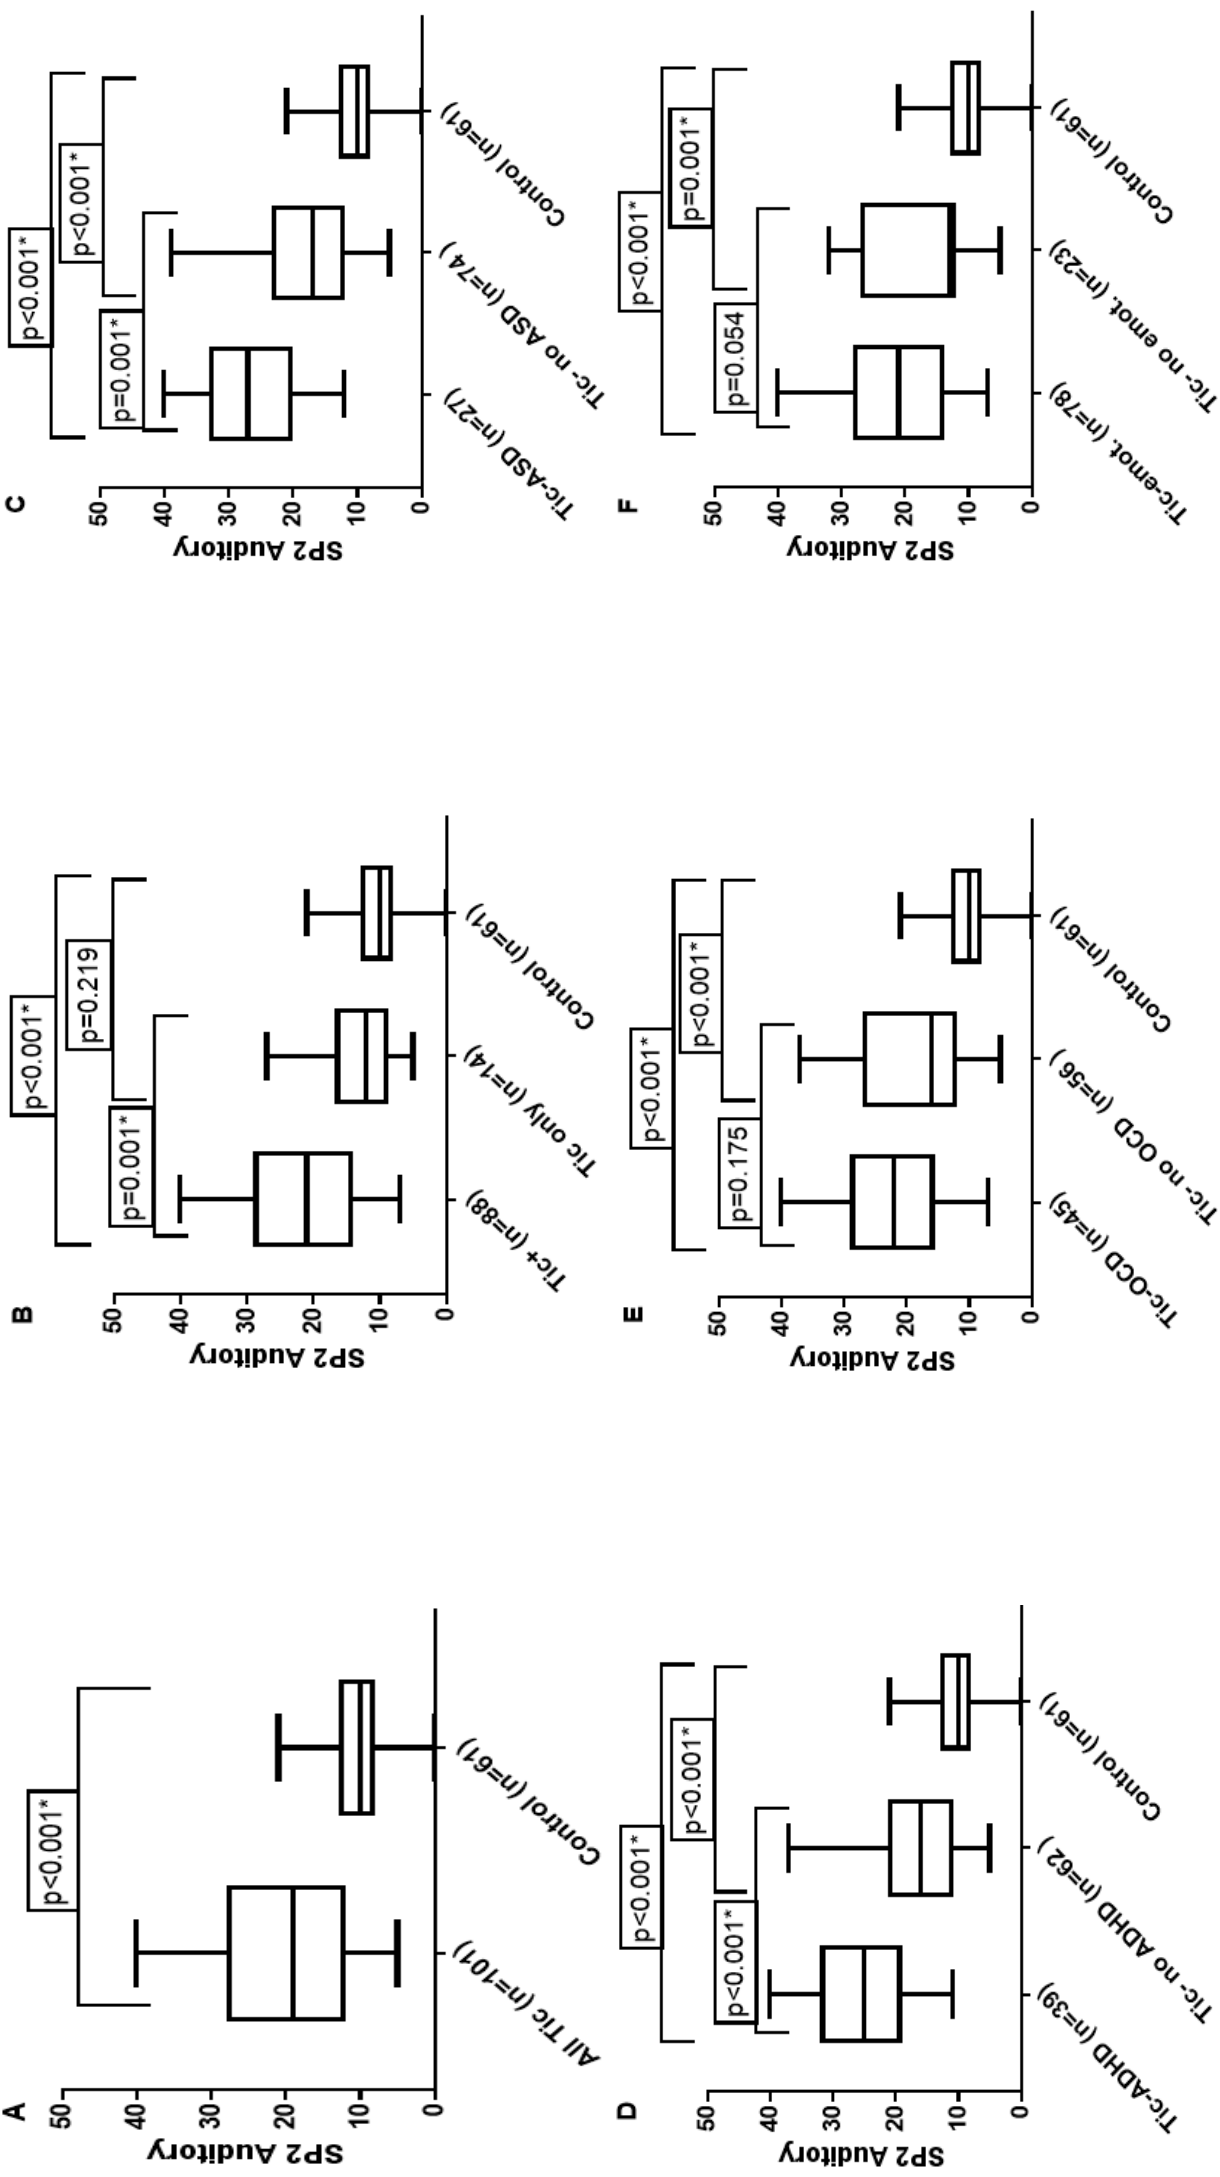 A
SP2 Auditory
50
40
30
20
10
0
p<0.001*
All Tic (n=101)
Control (n=61)
B
SP2 Auditory
50
40
30
20
10
0
p<0.001*
p=0.219
p=0.001*
Tic+ (n=88)
Tic only (n=14)
Control (n=61)
C
SP2 Auditory
50
40
30
20
10
0
p<0.001*
p<0.001*
p=0.001*
Tic-ASD (n=27)
Tic- no ASD (n=74 )
Control (n=61)
D
SP2 Auditory
50
40
30
20
10
0
p<0.001*
p<0.001*
p<0.001*
Tic-ADHD (n=39)
Tic- no ADHD (n=62 )
Control (n=61)
E
SP2 Auditory
50
40
30
20
10
0
p<0.001*
p<0.001*
p=0.175
Tic-OCD (n=45)
Tic- no OCD (n=56 )
Control (n=61)
F
SP2 Auditory
50
40
30
20
10
0
p<0.001*
p=0.001*
p=0.054
Tic-emot. (n=78)
Tic- no emot. (n=23)
Control (n=61)